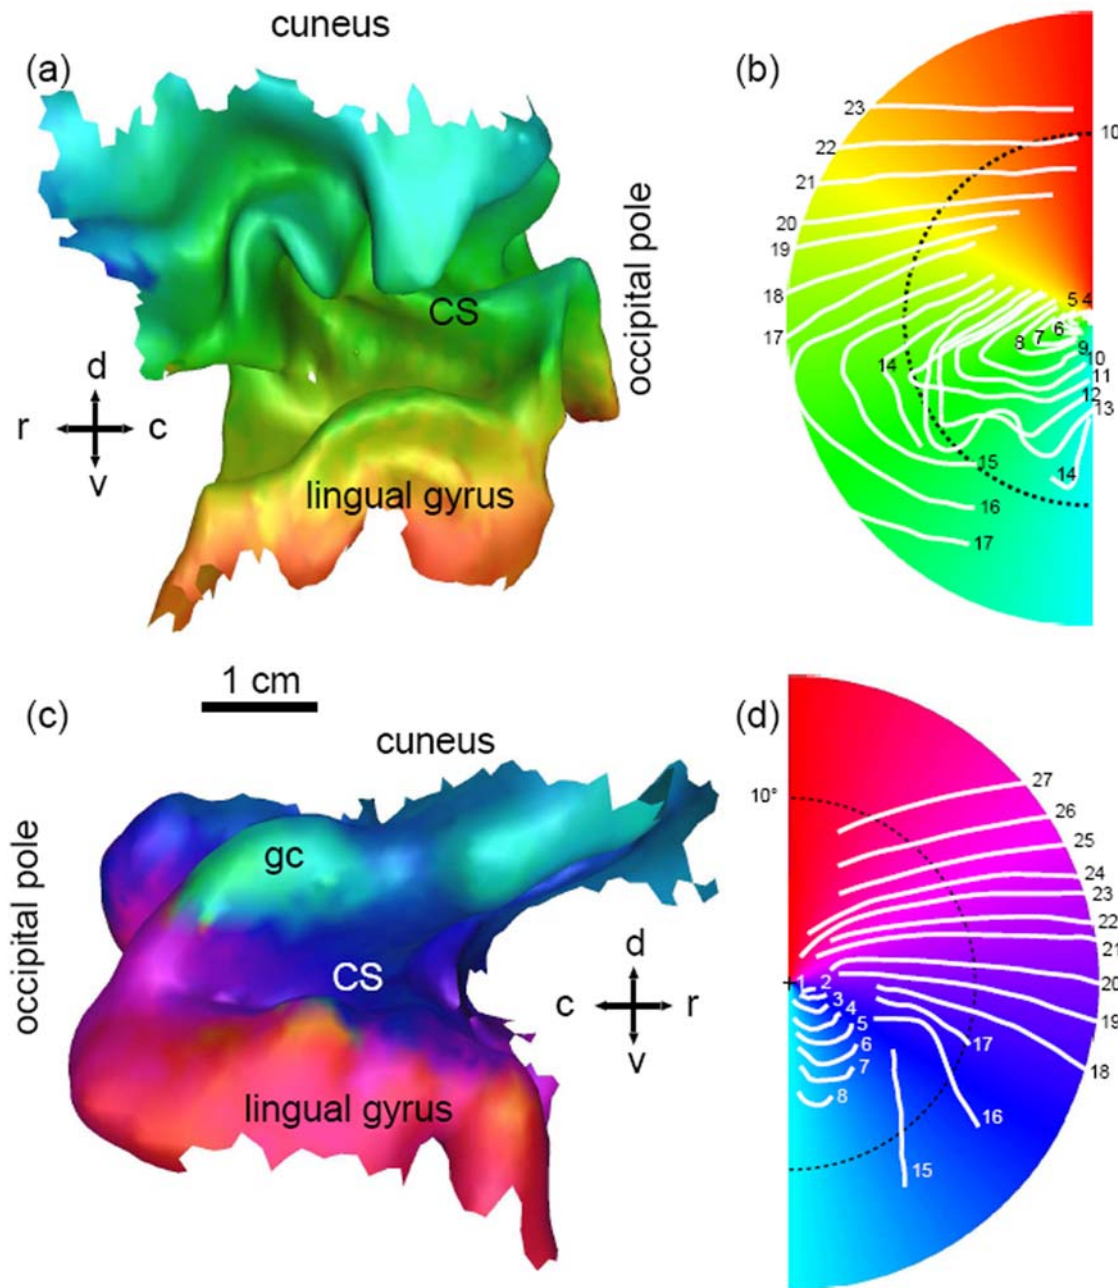 cuneus
(a)
CS
occipital pole
d
r c
v
lingual gyrus
(b)
23
10
22
21
20
19
18
17
5 4
6
7
8
9
10
11
12
13
14
14
15
16
17
1 cm
(c)
cuneus
gc
occipital pole
CS
d
c r
v
lingual gyrus
(d)
10°
27
26
25
24
23
22
21
20
19
18
17
16
15
1 2
3
4
5
6
7
8